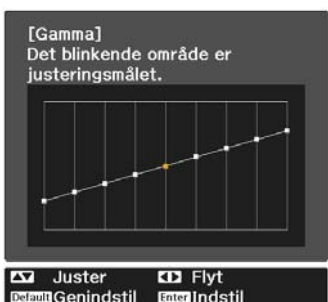 [Gamma]
Det blinkende område er
justeringsmålet.
Juster Flyt
Default Genindstil Enter Indstil